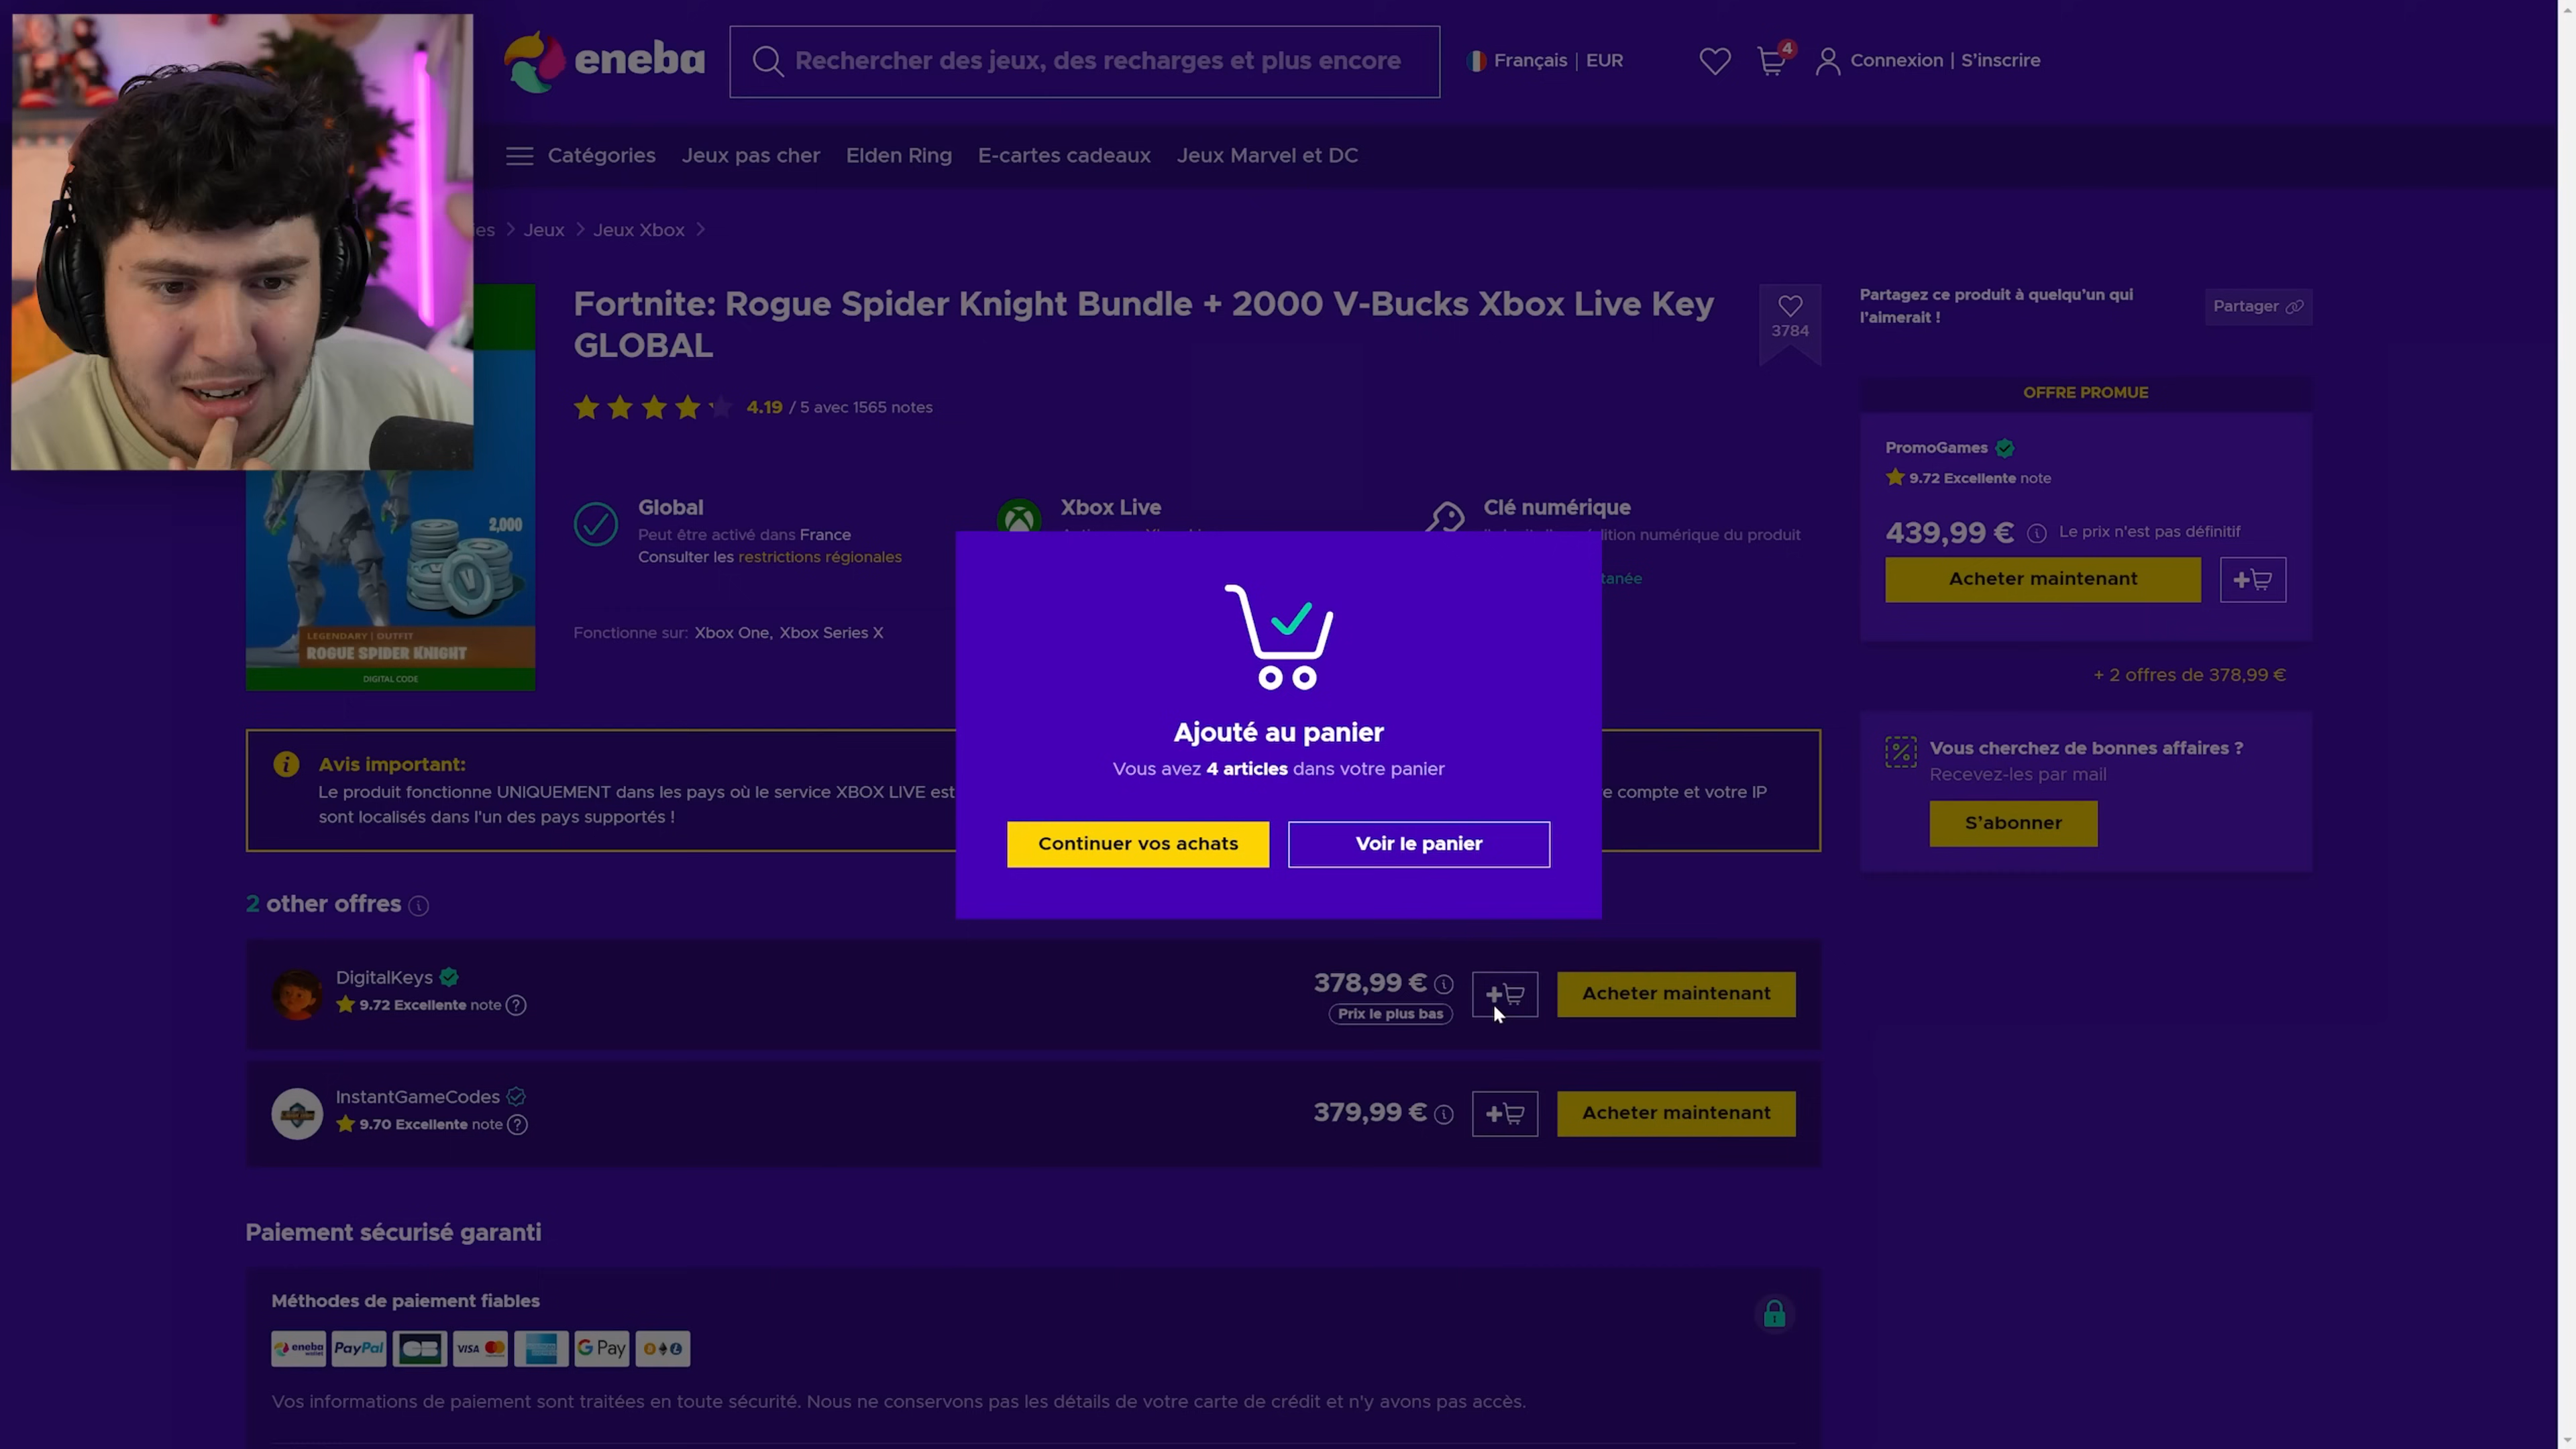 eneba
Rechercher des jeux, des recharges et plus encore
Français | EUR
4
Connexion | S'inscrire
Catégories
Jeux pas cher
Elden Ring
E-cartes cadeaux
Jeux Marvel et DC
es > Jeux > Jeux Xbox >
Fortnite: Rogue Spider Knight Bundle + 2000 V-Bucks Xbox Live Key
GLOBAL
3784
4.19 / 5 avec 1565 notes
Partagez ce produit à quelqu'un qui
l'aimerait !
Partager
OFFRE PROMUE
PromoGames
9.72 Excellente note
439,99 € Le prix n'est pas définitif
Acheter maintenant
+ 2 offres de 378,99 €
Vous cherchez de bonnes affaires ?
Recevez-les par mail
S'abonner
2,000
LEGENDARY | OUTFIT
ROGUE SPIDER KNIGHT
DIGITAL CODE
Global
Peut être activé dans France
Consulter les restrictions régionales
Xbox Live
Clé numérique
dition numérique du produit
tanée
Fonctionne sur: Xbox One, Xbox Series X
Ajouté au panier
Vous avez 4 articles dans votre panier
Continuer vos achats
Voir le panier
Avis important:
Le produit fonctionne UNIQUEMENT dans les pays où le service XBOX LIVE est
e compte et votre IP
sont localisés dans l'un des pays supportés !
2 other offres
DigitalKeys
9.72 Excellente note
378,99 €
Prix le plus bas
Acheter maintenant
InstantGameCodes
9.70 Excellente note
379,99 €
Acheter maintenant
Paiement sécurisé garanti
Méthodes de paiement fiables
eneba wallet
PayPal
CB
VISA
G Pay
Vos informations de paiement sont traitées en toute sécurité. Nous ne conservons pas les détails de votre carte de crédit et n'y avons pas accès.